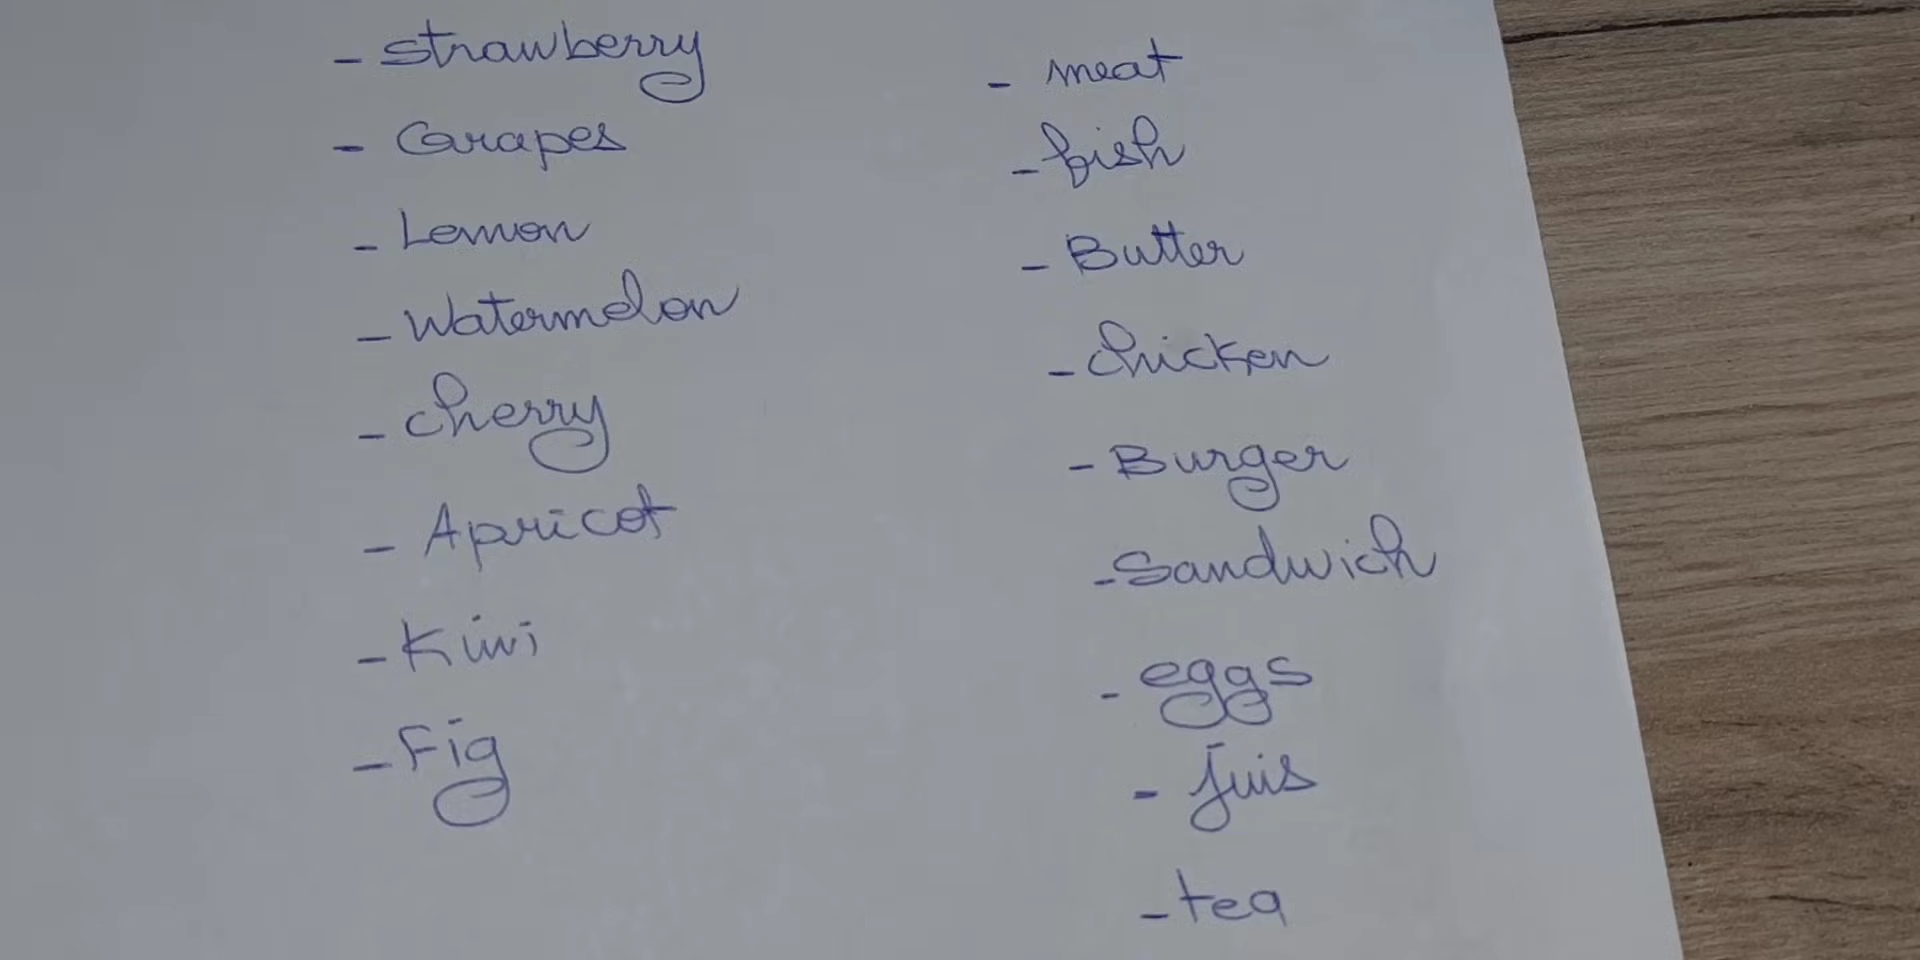 - strawberry
- Grapes
- Lemon
- Watermelon
- cherry
- Apricot
- Kiwi
- Fig
- meat
- fish
- Butter
- chicken
- Burger
- Sandwich
- eggs
- juis
- tea